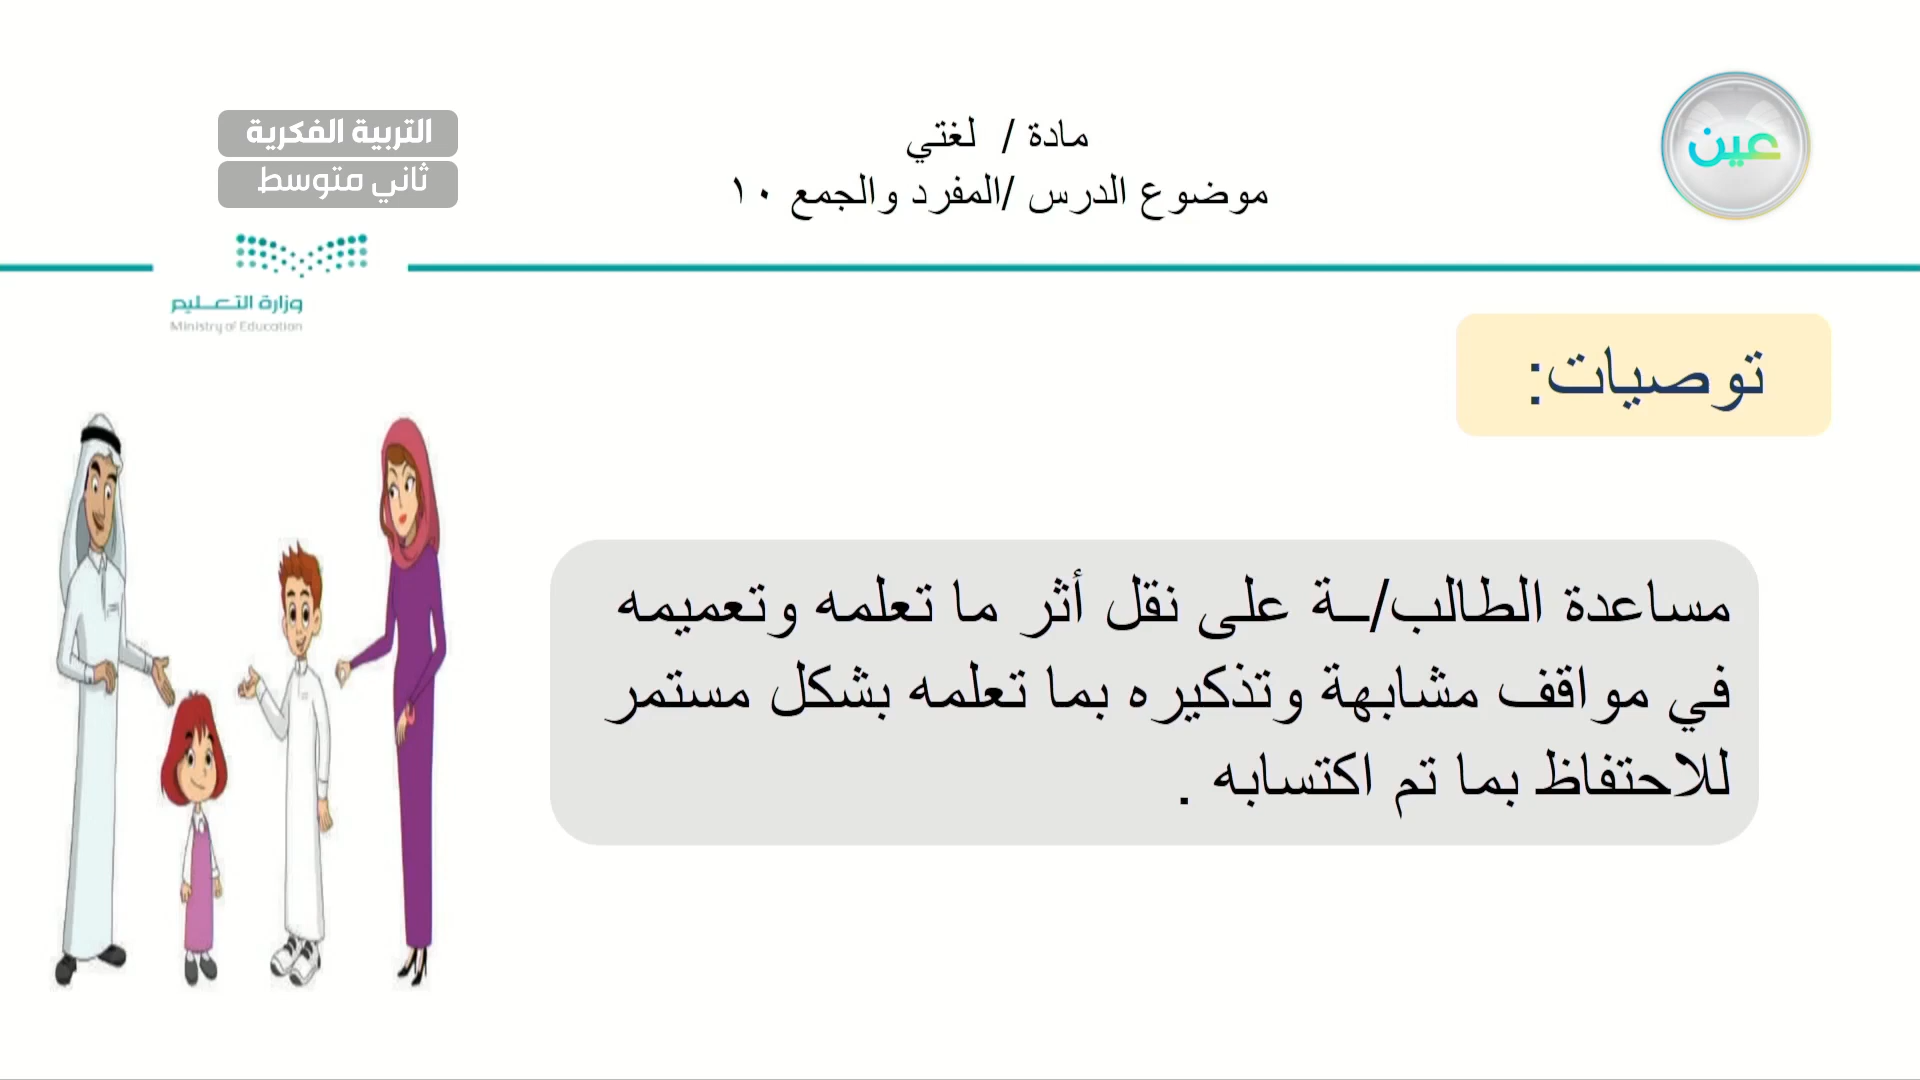 عين
مادة / لغتي
موضوع الدرس /المفرد والجمع ١٠
التربية الفكرية
ثاني متوسط
وزارة التعليم
Ministry of Education
توصيات:
مساعدة الطالب/ـة على نقل أثر ما تعلمه وتعميمه
في مواقف مشابهة وتذكيره بما تعلمه بشكل مستمر
للاحتفاظ بما تم اكتسابه .